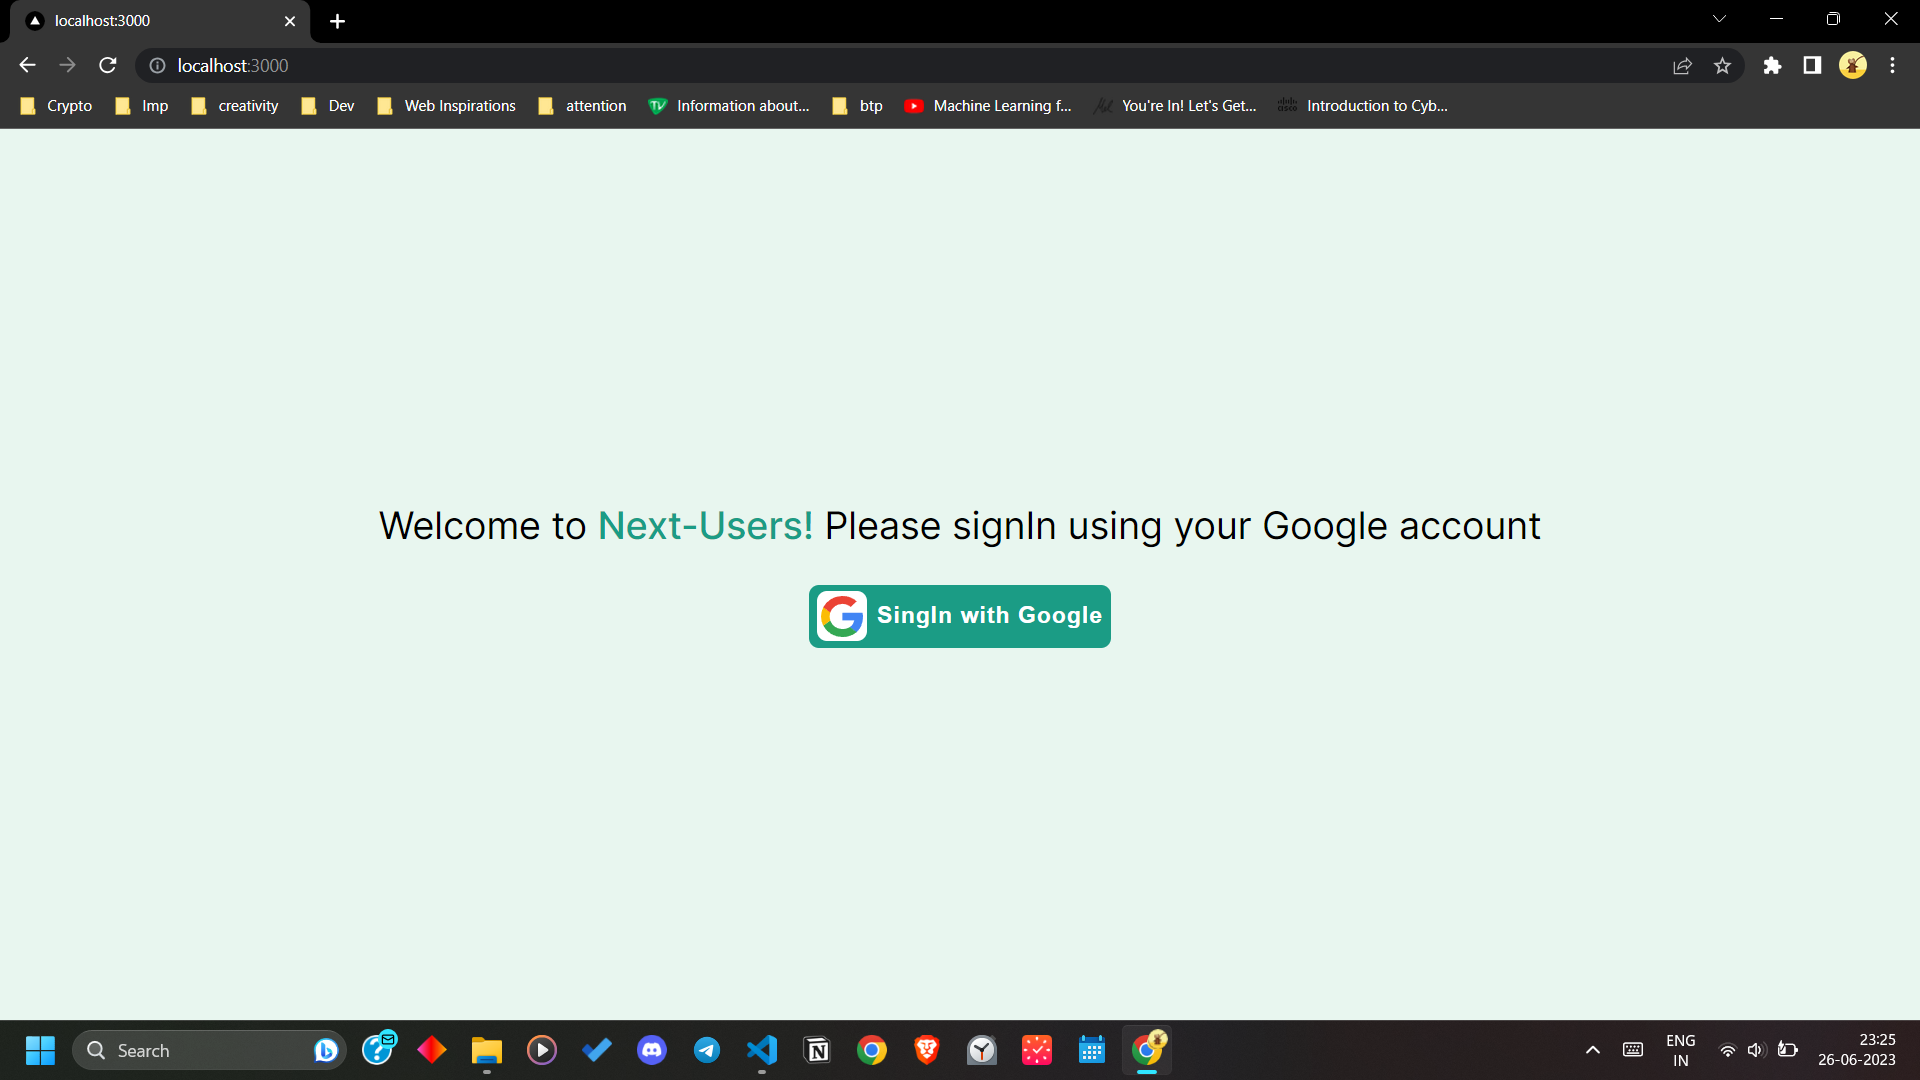 localhost:3000
localhost:3000
Crypto Imp creativity Dev Web Inspirations attention Information about... btp Machine Learning f... You're In! Let's Get... Introduction to Cyb...
Welcome to Next-Users! Please signIn using your Google account
SingIn with Google
Search
ENG
IN
23:25
26-06-2023